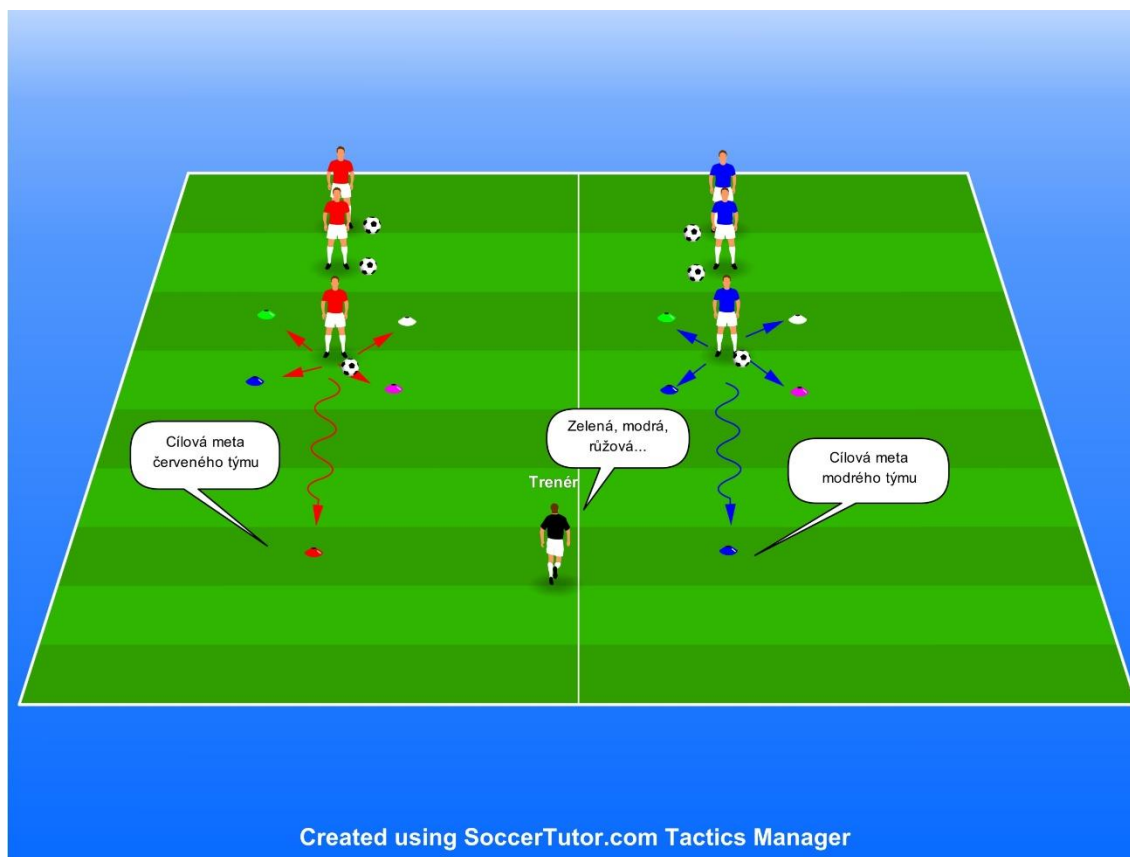 Cílová meta
červeného týmu
Zelená, modrá,
růžová...
Trenér
Cílová meta
modrého týmu
Created using SoccerTutor.com Tactics Manager